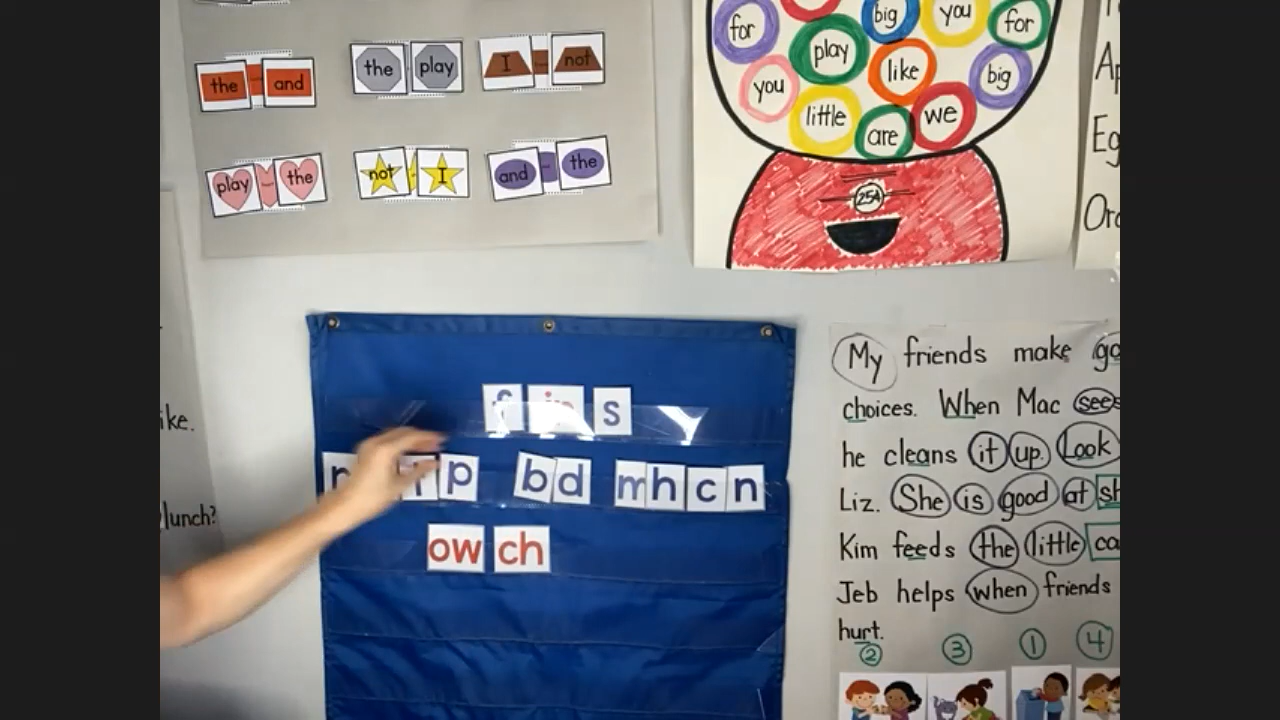 for big you for
play like
you big
little we
are
254
the and the play I not
play the not I and the
ike.
lunch?
f s
p b d m h c n
ow ch
My friends make
choices. When Mac sees
he cleans it up. Look
Liz. She is good at
Kim feeds the little
Jeb helps when friends
hurt.
2 3 1 4